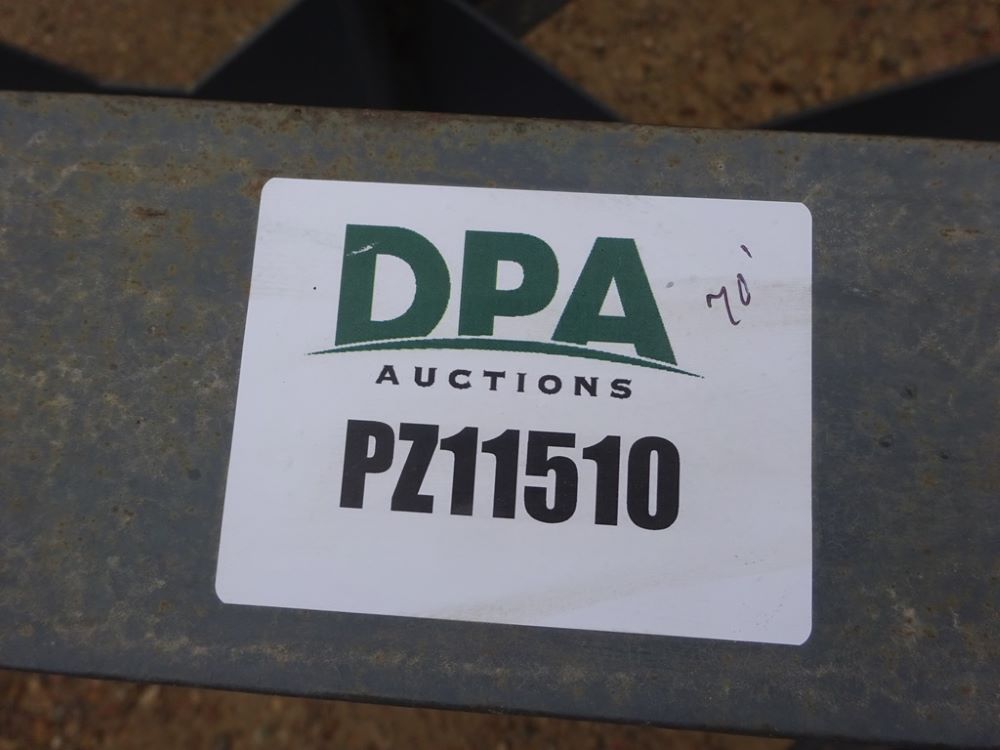 DPA
70'
AUCTIONS
PZ11510